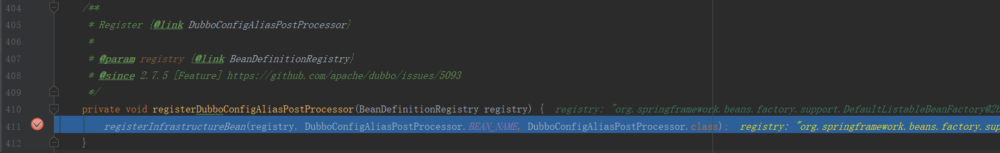 404 /**
405 * Register {@link DubboConfigAliasPostProcessor}
406 *
407 * @param registry {@link BeanDefinitionRegistry}
408 * @since 2.7.5 [Feature] https://github.com/apache/dubbo/issues/5093
409 */
410 private void registerDubboConfigAliasPostProcessor(BeanDefinitionRegistry registry) { registry: "org.springframework.beans.factory.support.DefaultListableBeanFactory@2b
411 registerInfrastructureBean(registry, DubboConfigAliasPostProcessor.BEAN_NAME, DubboConfigAliasPostProcessor.class); registry: "org.springframework.beans.factory.sup
412 }